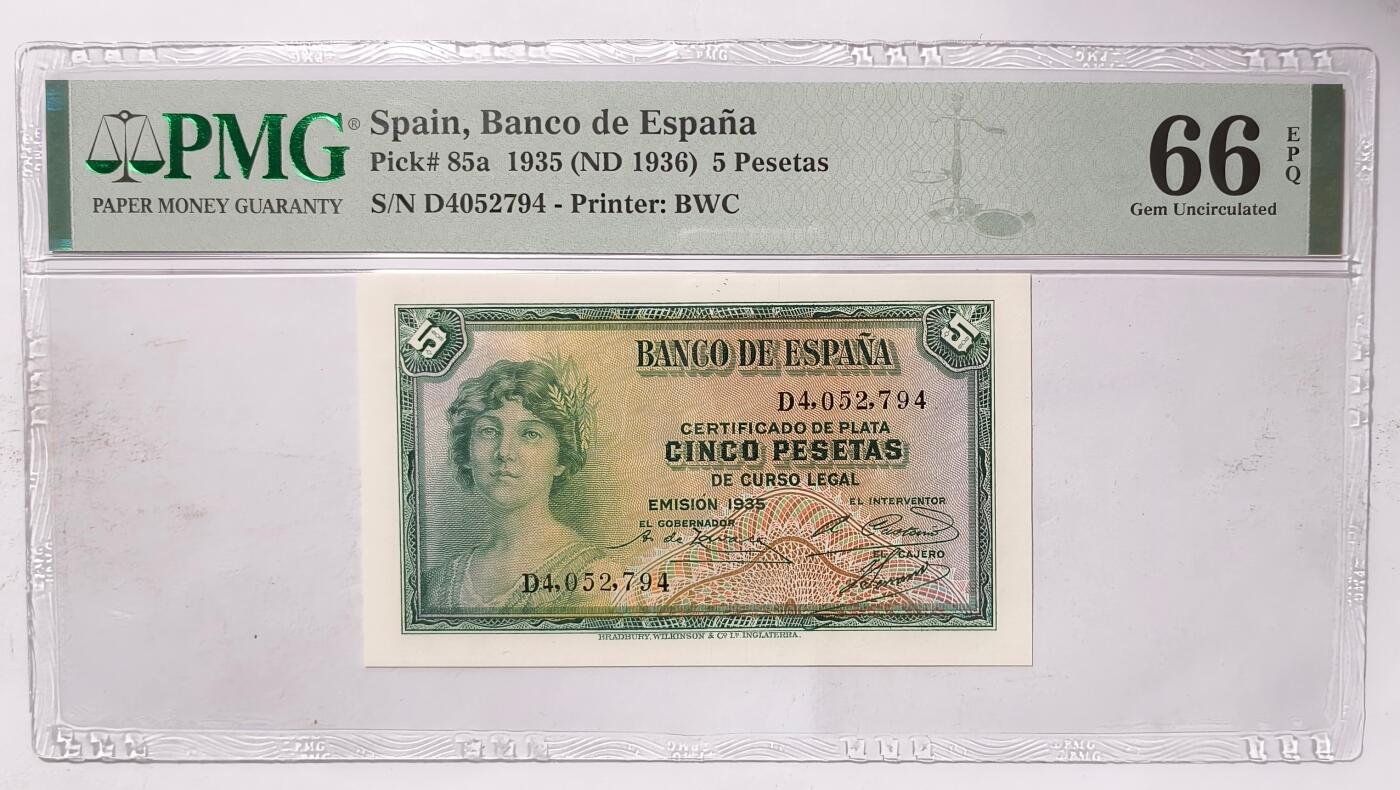 PMG®
PAPER MONEY GUARANTY
Spain, Banco de España
Pick# 85a 1935 (ND 1936) 5 Pesetas
S/N D4052794 - Printer: BWC
66
EPQ
Gem Uncirculated
5
5
BANCO DE ESPAÑA
D4,052,794
CERTIFICADO DE PLATA
CINCO PESETAS
DE CURSO LEGAL
EMISIÓN 1935
EL INTERVENTOR
EL GOBERNADOR
EL CAJERO
D4,052,794
BRADBURY, WILKINSON & Cº Lᴰ INGLATERRA.